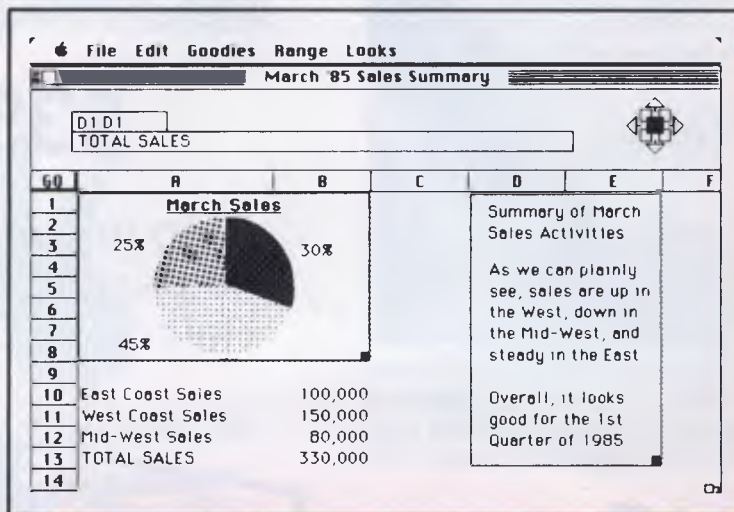 File Edit Goodies Range Looks
March '85 Sales Summary
D1 D1
TOTAL SALES
GO A B C D E F
1
2
3
4
5
6
7
8
9
10
11
12
13
14
March Sales
25%
30%
45%
East Coast Sales 100,000
West Coast Sales 150,000
Mid-West Sales 80,000
TOTAL SALES 330,000
Summary of March
Sales Activities
As we can plainly
see, sales are up in
the West, down in
the Mid-West, and
steady in the East
Overall, it looks
good for the 1st
Quarter of 1985